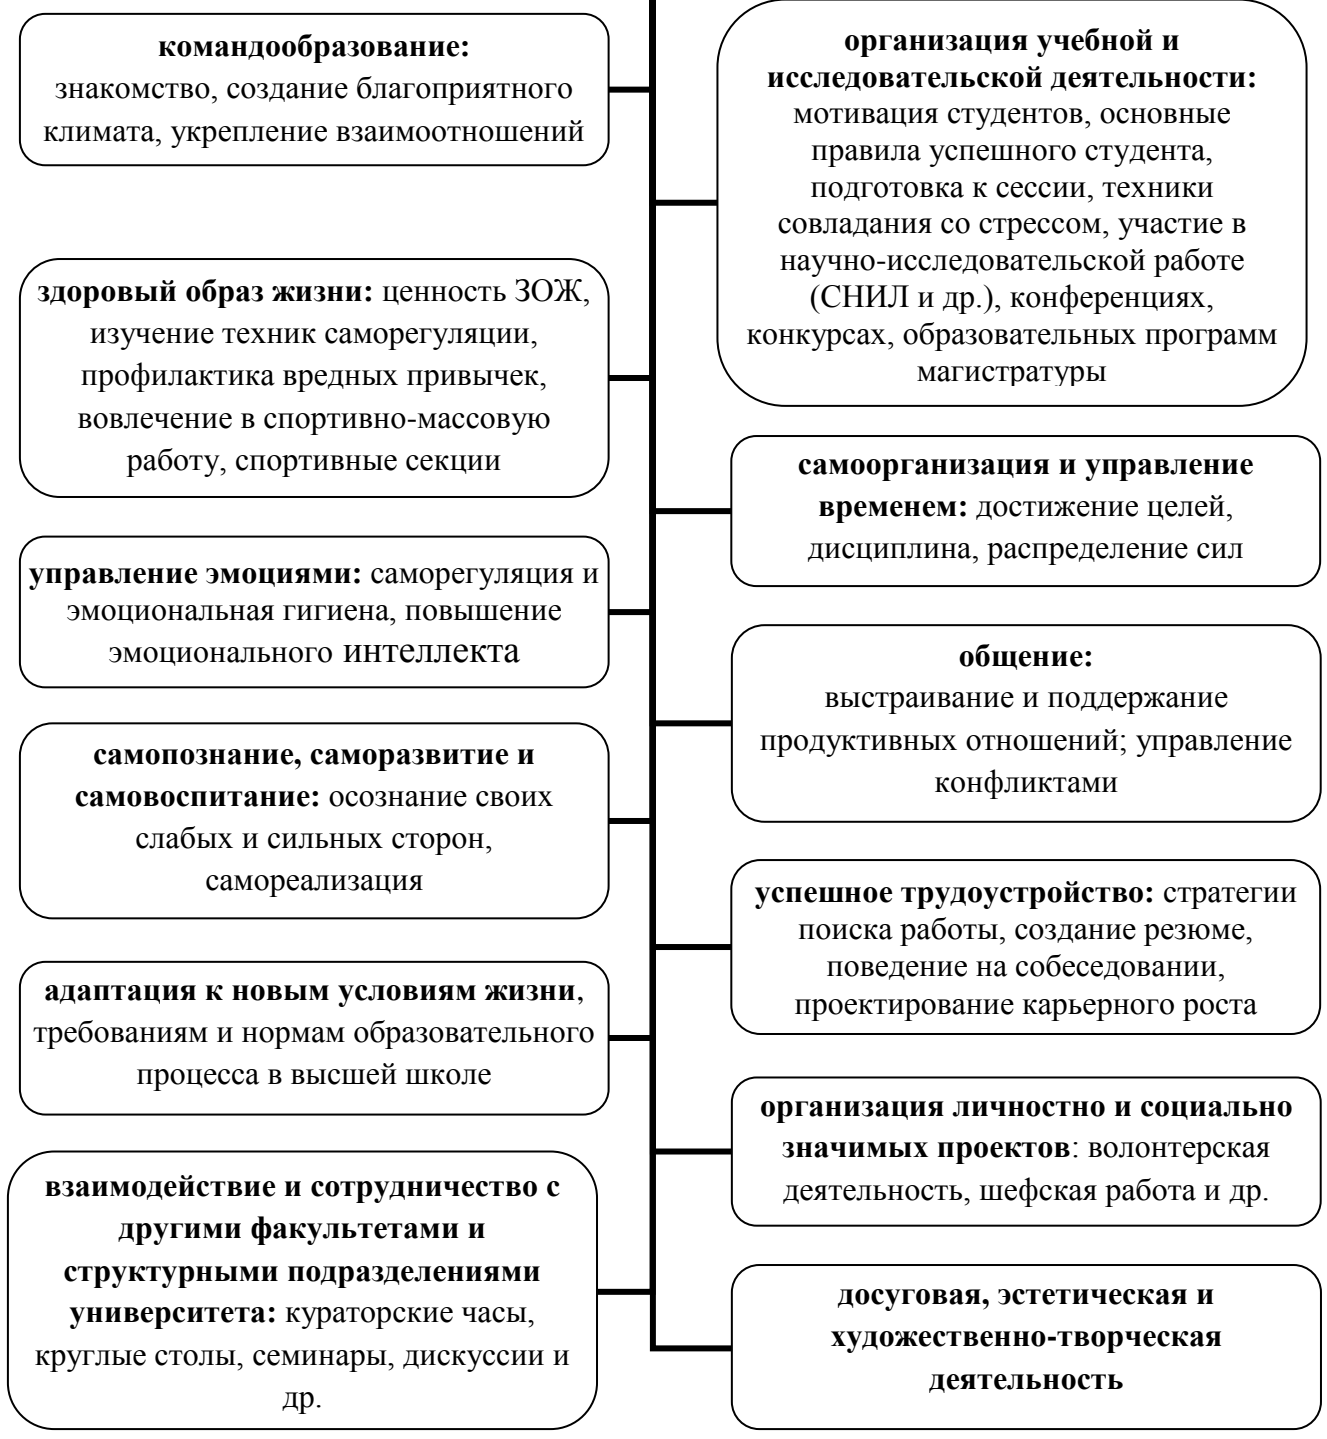 командообразование:
знакомство, создание благоприятного
климата, укрепление взаимоотношений
здоровый образ жизни: ценность ЗОЖ,
изучение техник саморегуляции,
профилактика вредных привычек,
вовлечение в спортивно-массовую
работу, спортивные секции
управление эмоциями: саморегуляция и
эмоциональная гигиена, повышение
эмоционального интеллекта
самопознание, саморазвитие и
самовоспитание: осознание своих
слабых и сильных сторон,
самореализация
адаптация к новым условиям жизни,
требованиям и нормам образовательного
процесса в высшей школе
взаимодействие и сотрудничество с
другими факультетами и
структурными подразделениями
университета: кураторские часы,
круглые столы, семинары, дискуссии и
др.
организация учебной и
исследовательской деятельности:
мотивация студентов, основные
правила успешного студента,
подготовка к сессии, техники
совладания со стрессом, участие в
научно-исследовательской работе
(СНИЛ и др.), конференциях,
конкурсах, образовательных программ
магистратуры
самоорганизация и управление
временем: достижение целей,
дисциплина, распределение сил
общение:
выстраивание и поддержание
продуктивных отношений; управление
конфликтами
успешное трудоустройство: стратегии
поиска работы, создание резюме,
поведение на собеседовании,
проектирование карьерного роста
организация личностно и социально
значимых проектов: волонтерская
деятельность, шефская работа и др.
досуговая, эстетическая и
художественно-творческая
деятельность